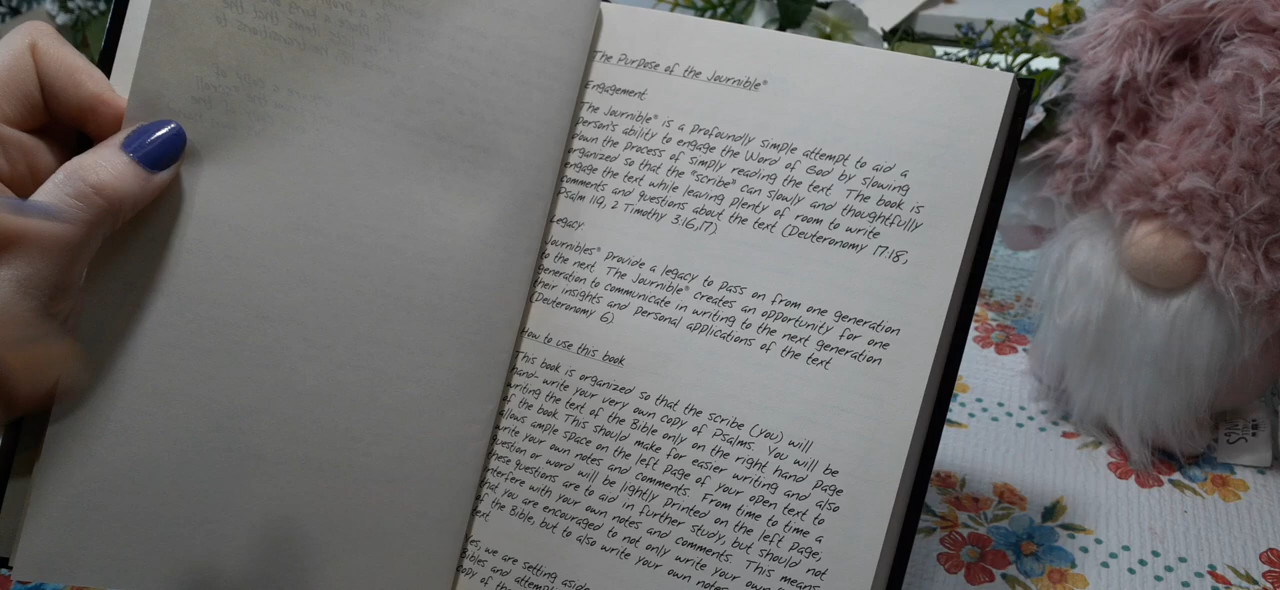 The Purpose of the Journible®
Engagement
The Journible® is a profoundly simple attempt to aid a
person's ability to engage the Word of God by slowing
down the process of simply reading the text. The book is
organized so that the "scribe" can slowly and thoughtfully
engage the text while leaving plenty of room to write
comments and questions about the text (Deuteronomy 17:18,
Psalm 119, 2 Timothy 3:16,17).
Legacy
Journibles® provide a legacy to pass on from one generation
to the next. The Journible® creates an opportunity for one
generation to communicate in writing to the next generation
their insights and personal applications of the text
(Deuteronomy 6).
How to use this book
This book is organized so that the scribe (you) will
hand-write your very own copy of Psalms. You will be
writing the text of the Bible only on the right hand page
of the book. This should make for easier writing and also
allows ample space on the left page of your open text to
write your own notes and comments. From time to time a
question or word will be lightly printed on the left page;
these questions are to aid in further study, but should not
interfere with your own notes and comments. This means
that you are encouraged to not only write your own
of the Bible, but to also write your own notes
text.
we are setting aside
Bibles and
copy of the